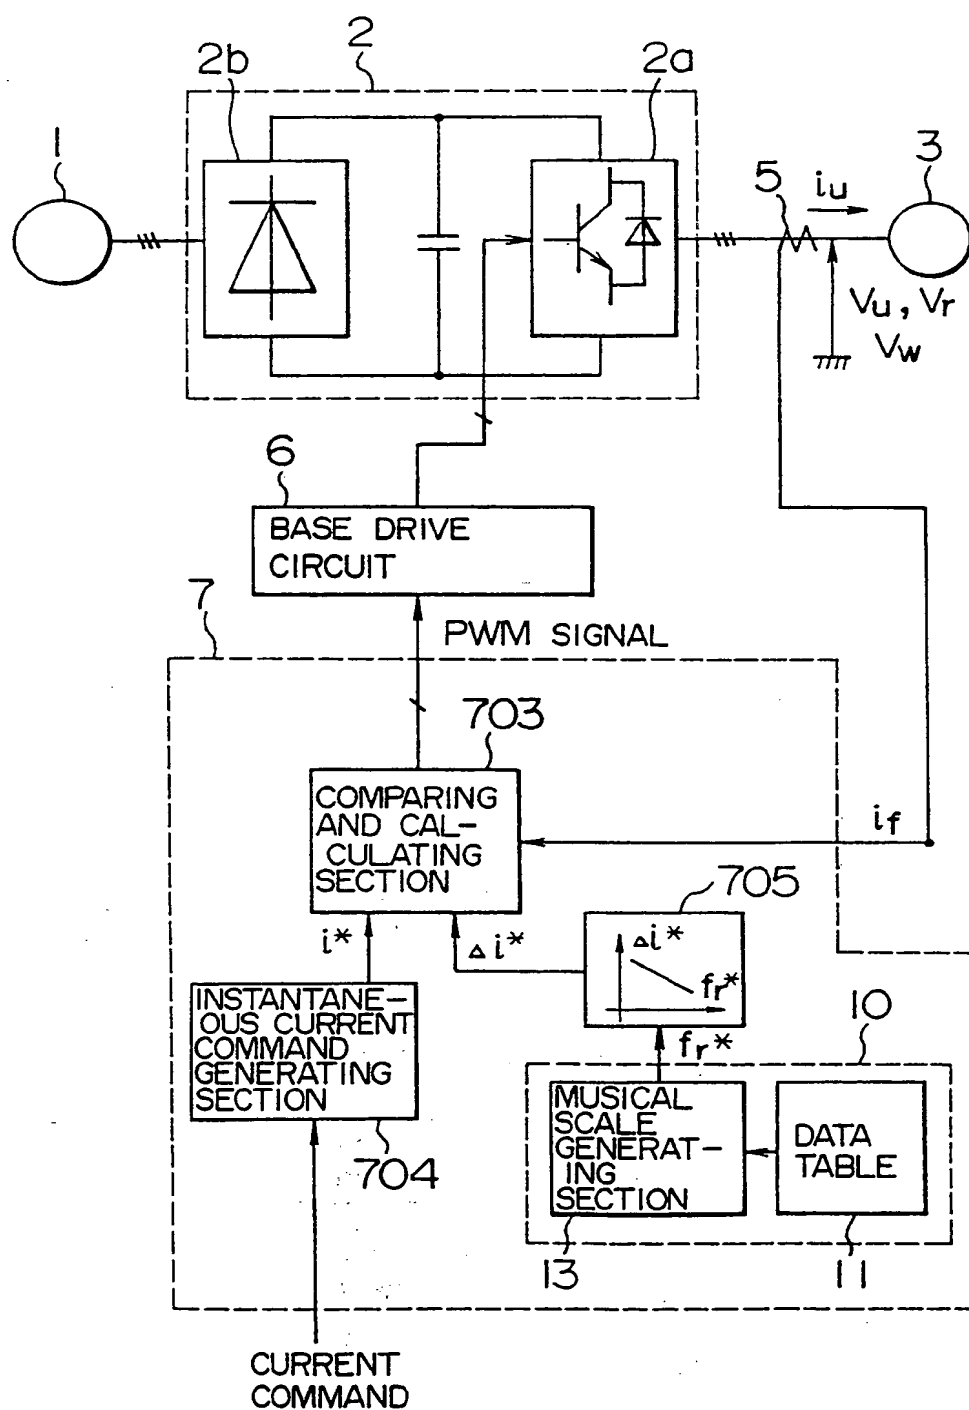 2
2b
2a
1
5
iu
3
Vu, Vr
Vw
6
BASE DRIVE
CIRCUIT
7
PWM SIGNAL
703
COMPARING
AND CAL-
CULATING
SECTION
if
705
i*
Δi*
Δi*
fr*
INSTANTANE-
OUS CURRENT
COMMAND
GENERATING
SECTION
fr*
10
MUSICAL
SCALE
GENERAT-
ING
SECTION
DATA
TABLE
704
13
11
CURRENT
COMMAND